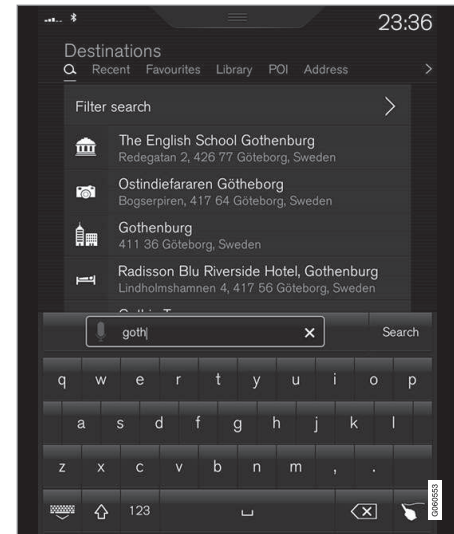 23:36
Destinations
Recent Favourites Library POI Address
Filter search
The English School Gothenburg
Redegatan 2, 426 77 Göteborg, Sweden
Ostindiefararen Götheborg
Bogserpiren, 417 64 Göteborg, Sweden
Gothenburg
411 36 Göteborg, Sweden
Radisson Blu Riverside Hotel, Gothenburg
Lindholmshamnen 4, 417 56 Göteborg, Sweden
goth Search
q w e r t y u i o p
a s d f g h j k l
z x c v b n m , .
123
G060553